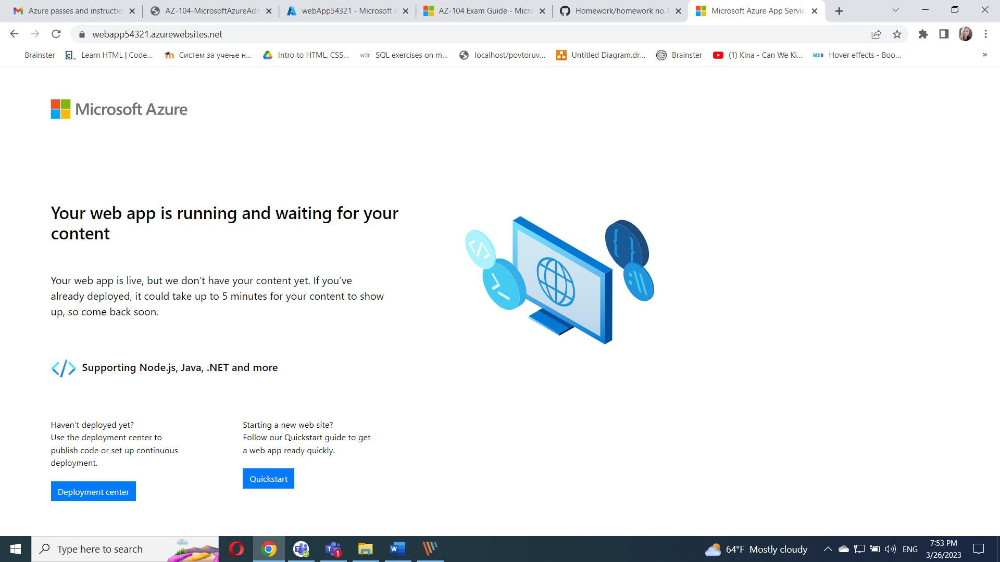 Azure passes and instructio
AZ-104-MicrosoftAzureAdm
webApp54321 - Microsoft A
AZ-104 Exam Guide - Micro
Homework/homework no.1
Microsoft Azure App Servic
webapp54321.azurewebsites.net
Brainster
Learn HTML | Code...
Систем за учење н...
Intro to HTML, CSS...
w3r
SQL exercises on m...
localhost/povtoruv...
Untitled Diagram.dr...
Brainster
(1) Kina - Can We Ki...
MDB
Hover effects - Boo...
»
Microsoft Azure
Your web app is running and waiting for your
content
Your web app is live, but we don’t have your content yet. If you’ve
already deployed, it could take up to 5 minutes for your content to show
up, so come back soon.
Supporting Node.js, Java, .NET and more
Haven’t deployed yet?
Use the deployment center to
publish code or set up continuous
deployment.
Deployment center
Starting a new web site?
Follow our Quickstart guide to get
a web app ready quickly.
Quickstart
Type here to search
1
64°F Mostly cloudy
ENG
7:53 PM
3/26/2023